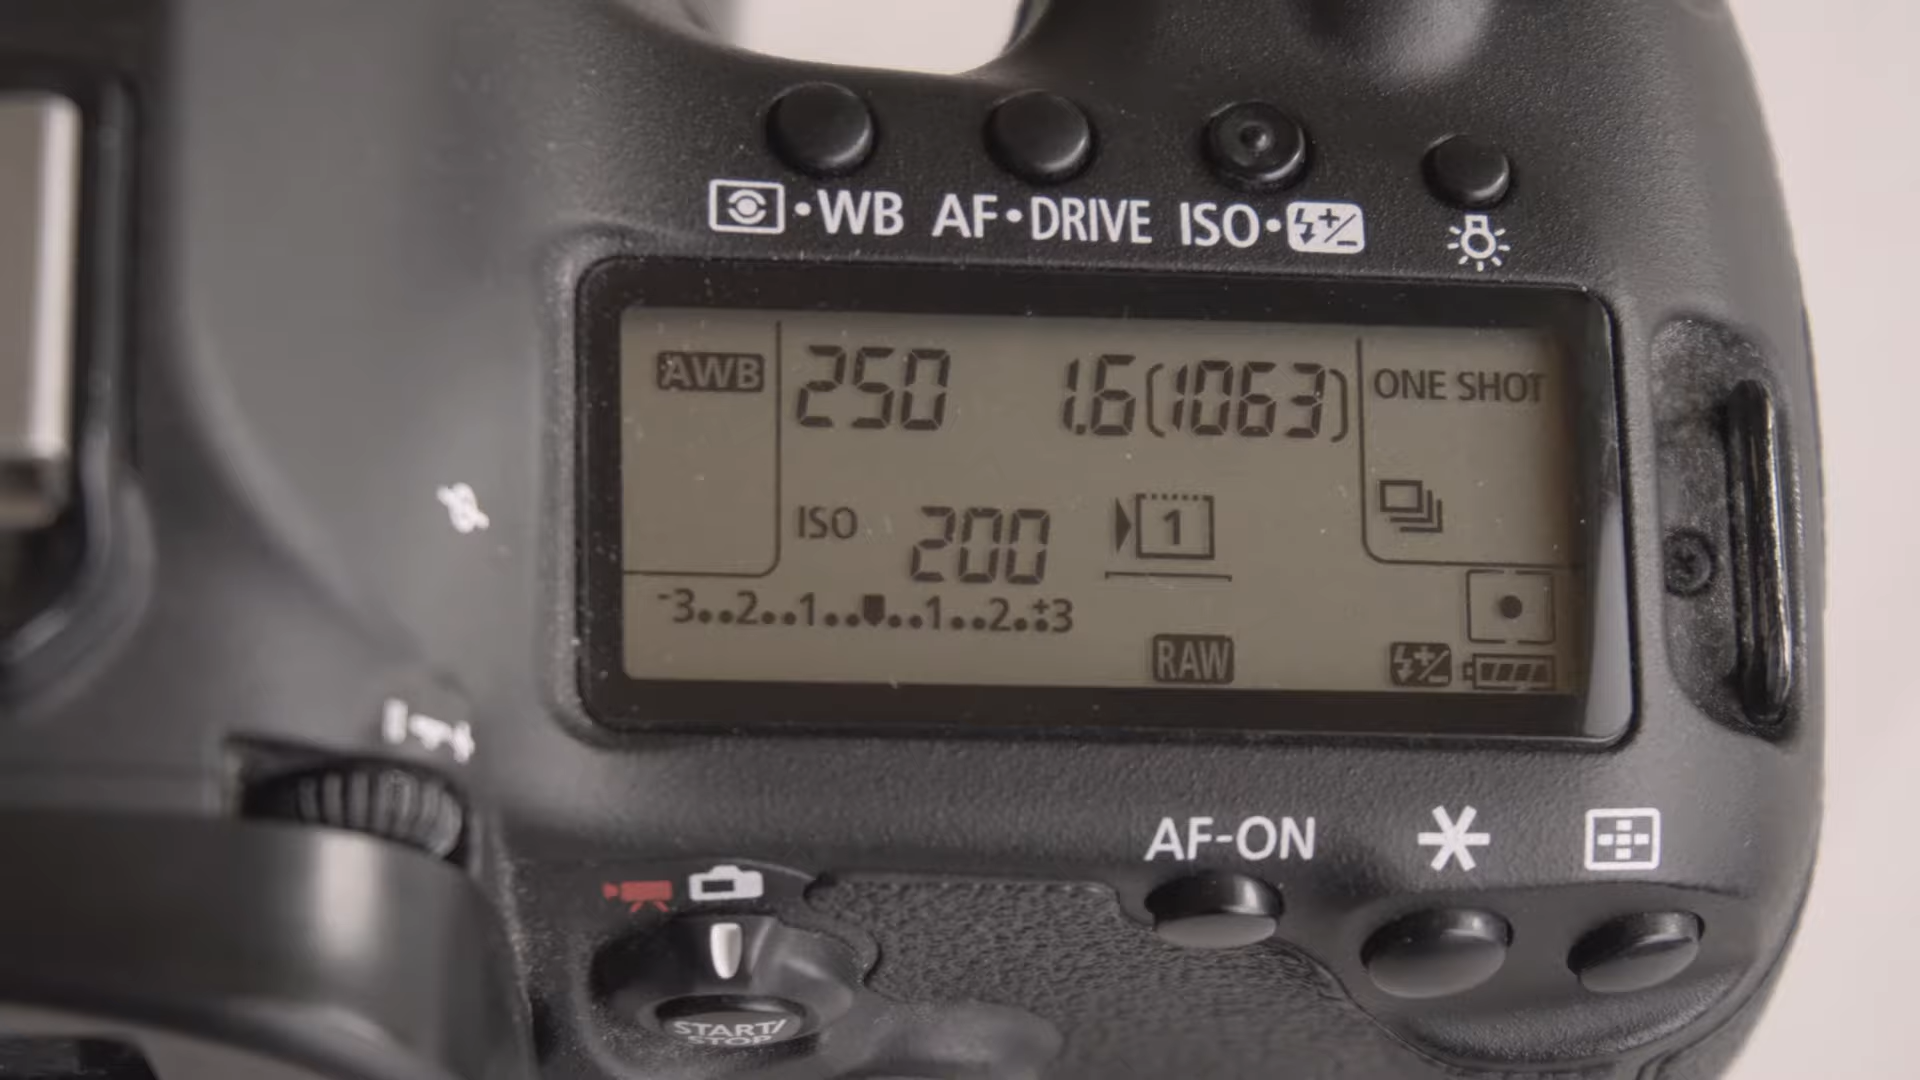 •WB AF•DRIVE ISO•
AWB 250 1.6(1063) ONE SHOT
ISO 200 1
-3..2..1....1..2..+3
RAW
AF-ON
START/
STOP